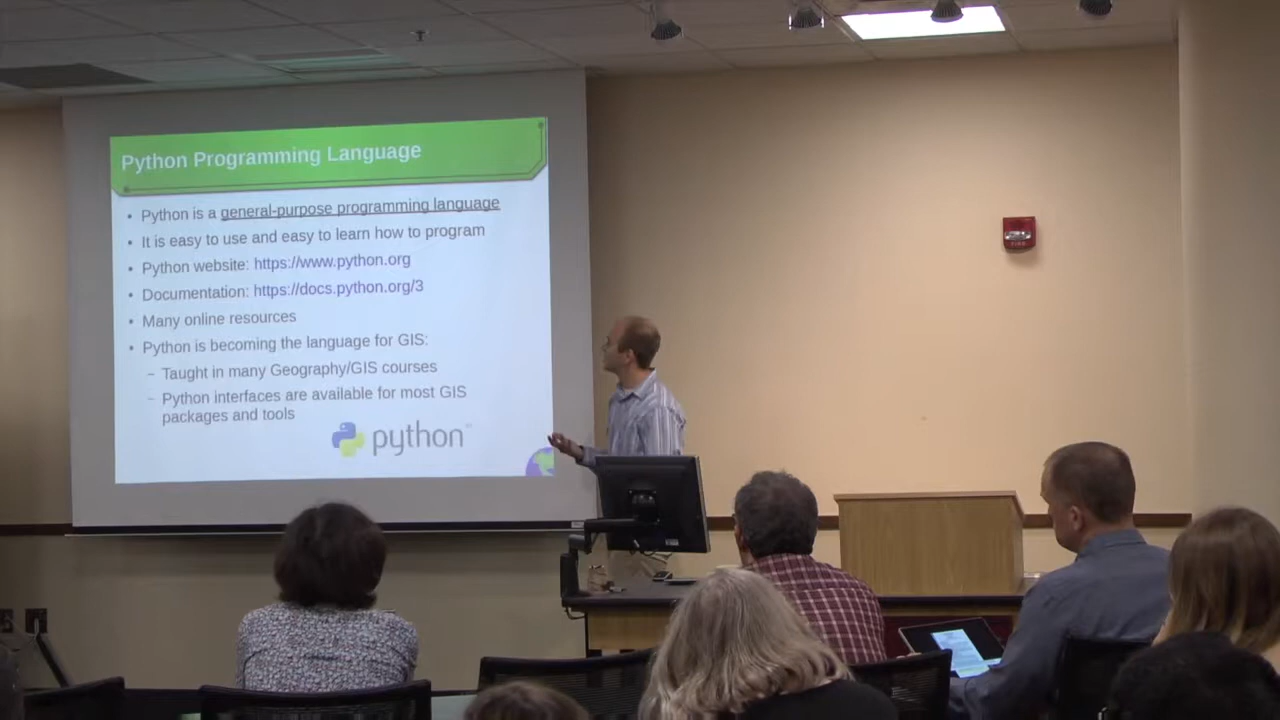 Python Programming Language
• Python is a general-purpose programming language
• It is easy to use and easy to learn how to program
• Python website: https://www.python.org
• Documentation: https://docs.python.org/3
• Many online resources
• Python is becoming the language for GIS:
– Taught in many Geography/GIS courses
– Python interfaces are available for most GIS
packages and tools
python
FIRE